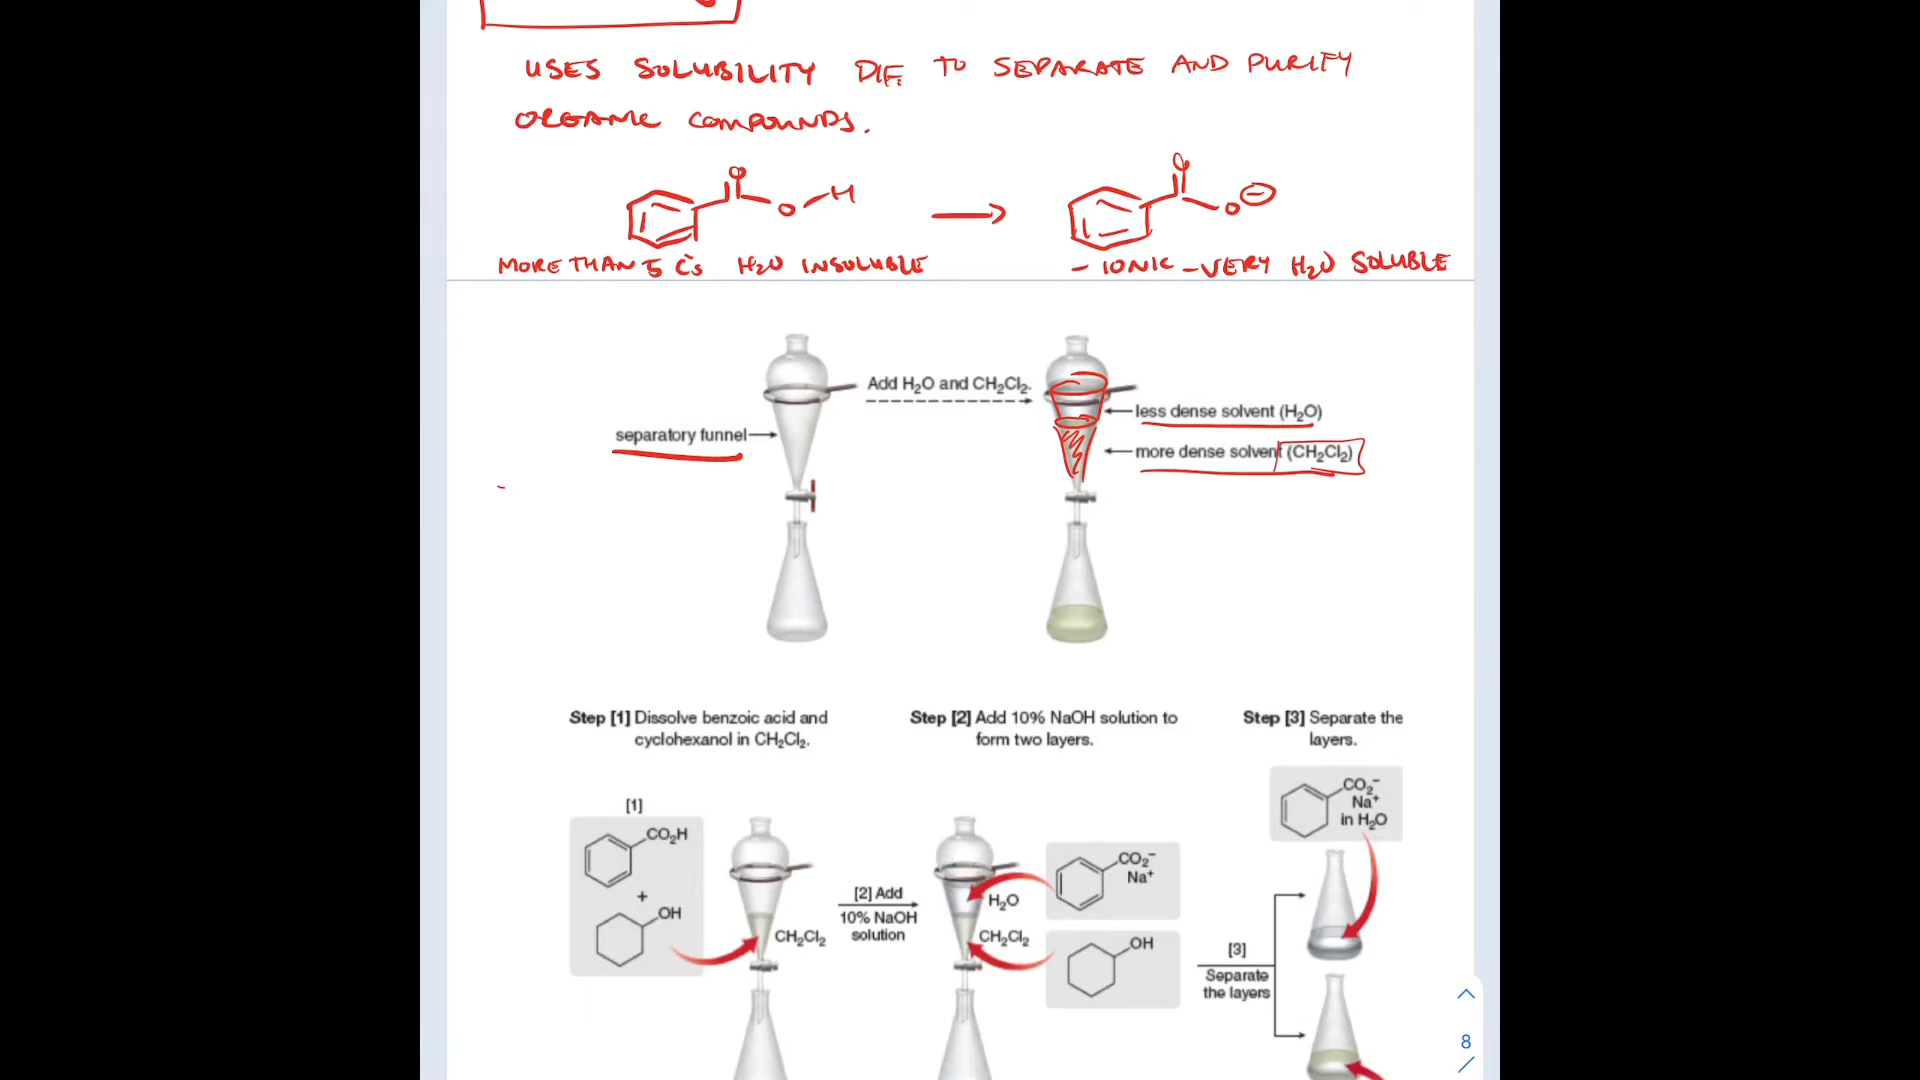 USES SOLUBILITY DIF. TO SEPARATE AND PURIFY
ORGANIC COMPOUNDS.
O
O
O H
O ⊖
MORE THAN 5 C's H2O INSOLUBLE
- IONIC - VERY H2O SOLUBLE
Add H₂O and CH₂Cl₂.
less dense solvent (H₂O)
separatory funnel
more dense solvent (CH₂Cl₂)
Step [1] Dissolve benzoic acid and
cyclohexanol in CH₂Cl₂.
Step [2] Add 10% NaOH solution to
form two layers.
Step [3] Separate the
layers.
[1]
CO₂H
+
OH
CH₂Cl₂
[2] Add
10% NaOH
solution
H₂O
CH₂Cl₂
CO₂⁻
Na⁺
OH
[3]
Separate
the layers
CO₂⁻
Na⁺
in H₂O
8